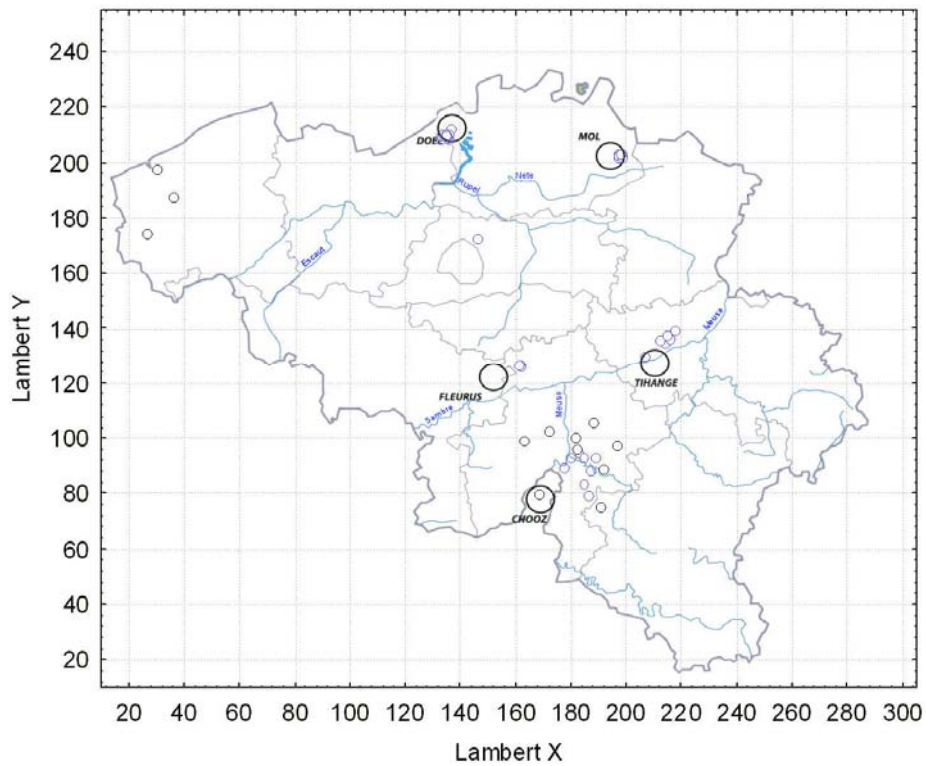 Lambert Y
240
220
200
180
160
140
120
100
80
60
40
20
DOEL
MOL
Rupel
Nete
Escaut
Meuse
FLEURUS
TIHANGE
Sambre
Meuse
CHOOZ
20 40 60 80 100 120 140 160 180 200 220 240 260 280 300
Lambert X